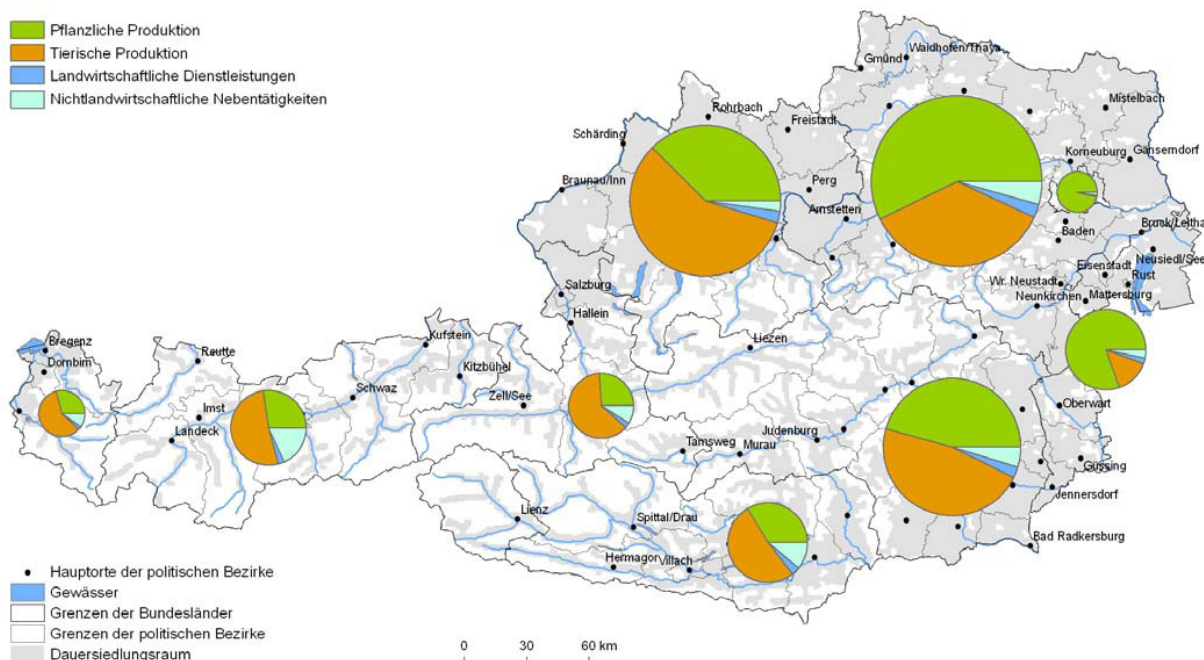 Pflanzliche Produktion
Tierische Produktion
Landwirtschaftliche Dienstleistungen
Nichtlandwirtschaftliche Nebentätigkeiten
Waidhofen/Thaya
Gmünd
Mistelbach
Rohrbach
Freistadt
Schärding
Korneuburg
Gänserndorf
Braunau/Inn
Perg
Amstetten
Baden
Bruck/Leitha
Neusiedl/See
Eisenstadt
Rust
Wr. Neustadt
Mattersburg
Neunkirchen
Salzburg
Hallein
Bregenz
Dornbirn
Reutte
Kufstein
Kitzbühel
Liezen
Schwaz
Zell/See
Imst
Landeck
Oberwart
Judenburg
Tamsweg
Murau
Güssing
Jennersdorf
Lienz
Spittal/Drau
Bad Radkersburg
Hermagor
Villach
Hauptorte der politischen Bezirke
Gewässer
Grenzen der Bundesländer
Grenzen der politischen Bezirke
Dauersiedlungsraum
0 30 60 km